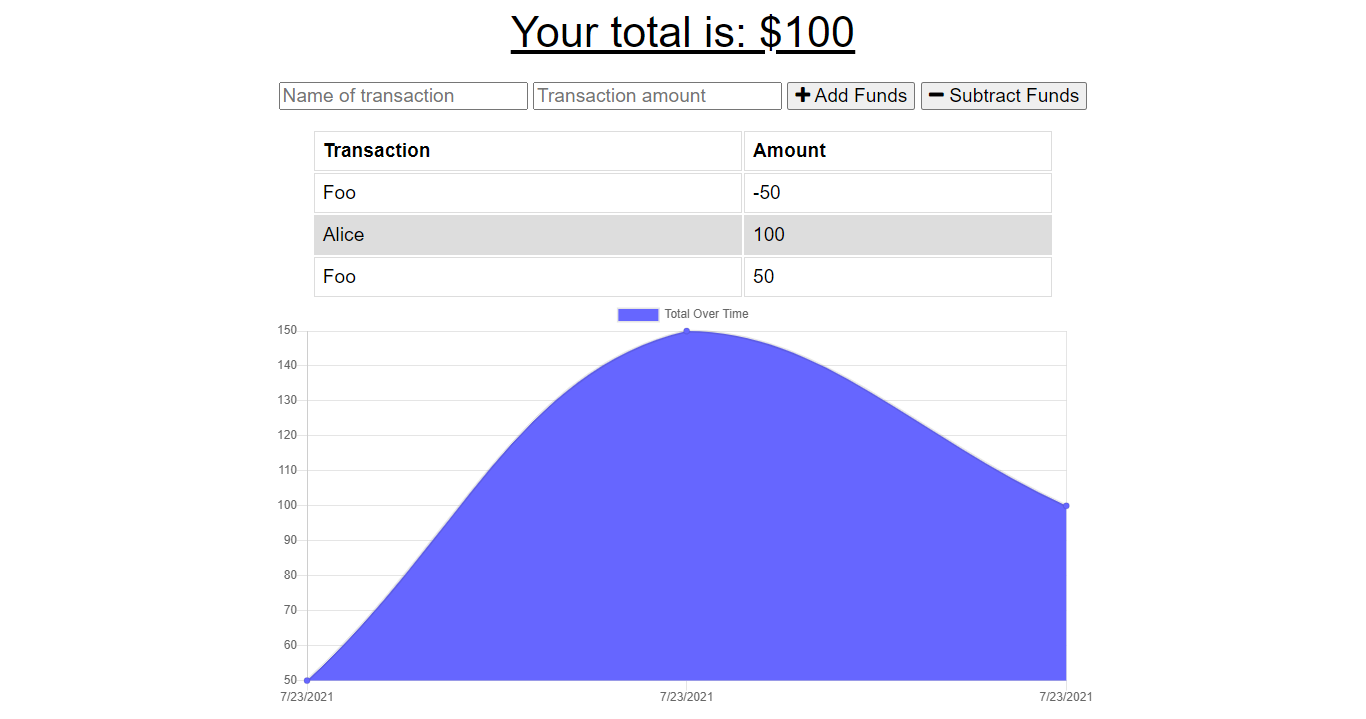 Your total is: $100
Name of transaction Transaction amount Add Funds Subtract Funds
Transaction Amount
Foo -50
Alice 100
Foo 50
Total Over Time
150
140
130
120
110
100
90
80
70
60
50
7/23/2021 7/23/2021 7/23/2021